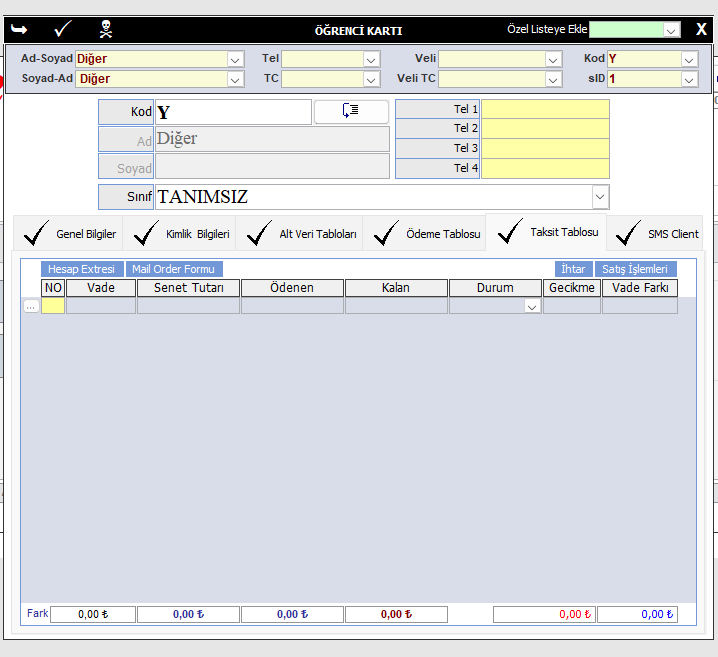 ÖĞRENCİ KARTI Özel Listeye Ekle X
Ad-Soyad Diğer Tel Veli Kod Y
Soyad-Ad Diğer TC Veli TC sID 1
Kod Y Tel 1
Tel 2
Ad Diğer Tel 3
Soyad Tel 4
Sınıf TANIMSIZ
Genel Bilgiler Kimlik Bilgileri Alt Veri Tabloları Ödeme Tablosu Taksit Tablosu SMS Client
Hesap Extresi Mail Order Formu İhtar Satış İşlemleri
NO Vade Senet Tutarı Ödenen Kalan Durum Gecikme Vade Farkı
...
Fark 0,00 ₺ 0,00 ₺ 0,00 ₺ 0,00 ₺ 0,00 ₺ 0,00 ₺